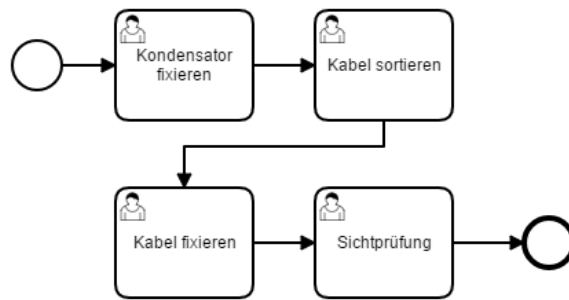 Kondensator
fixieren
Kabel sortieren
Kabel fixieren
Sichtprüfung